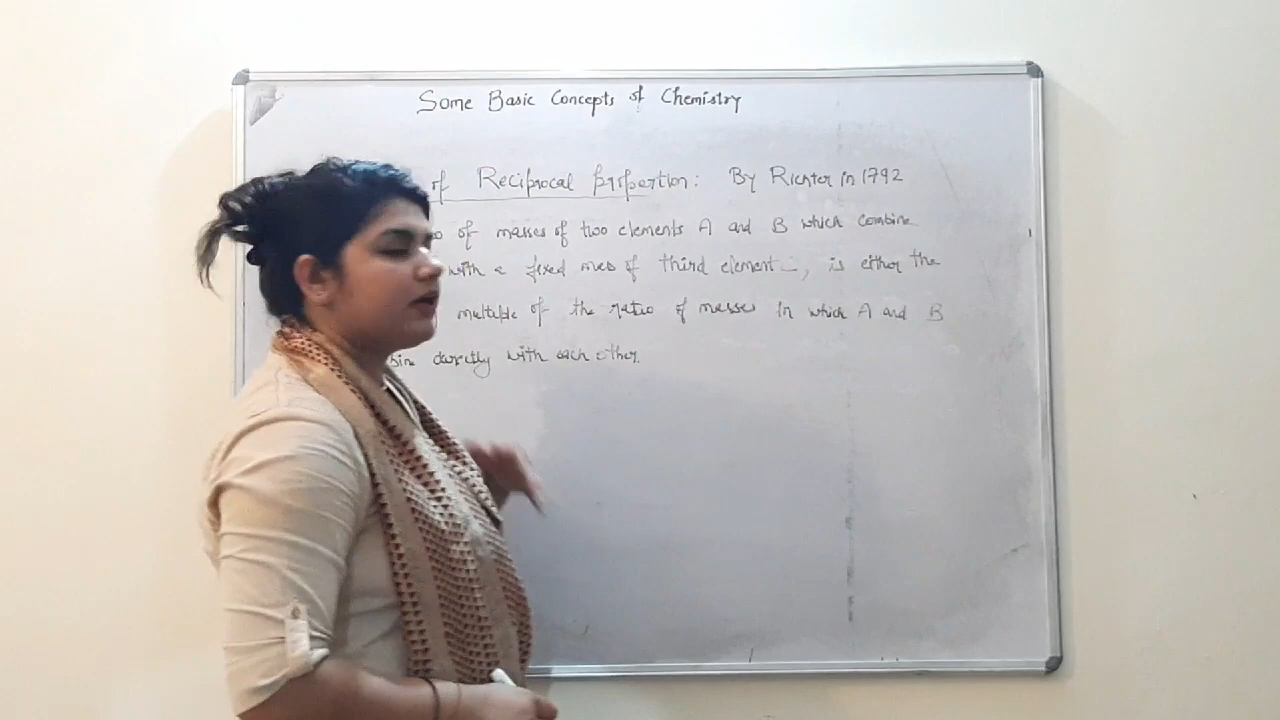 Some Basic Concepts of Chemistry
of Reciprocal proportion: By Richter in 1792
of masses of two elements A and B which combine
with a fixed mass of third element, is either the
multiple of the ratio of masses in which A and B
directly with each other.